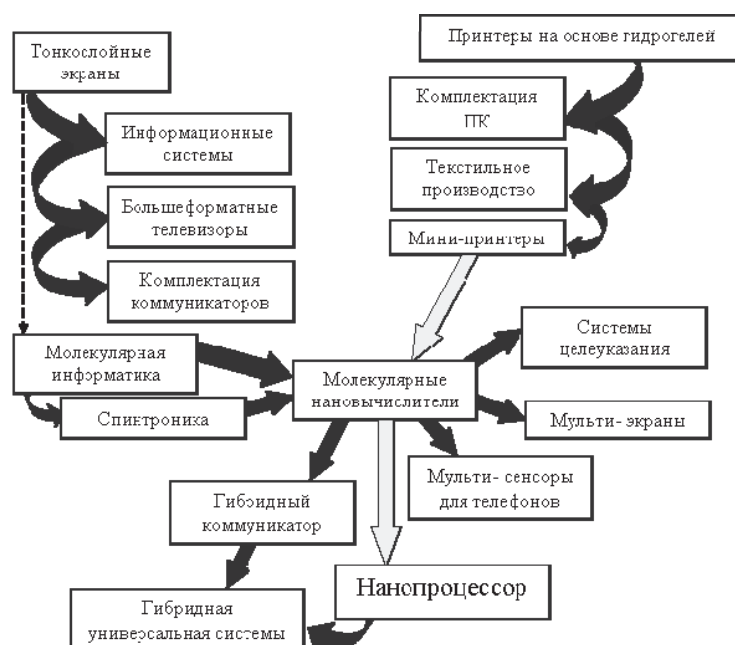 Тонкослойные
экраны
Принтеры на основе гидрогелей
Комплектация
ПК
Информационные
системы
Текстильное
производство
Большеформатные
телевизоры
Мини-принтеры
Комплектация
коммуникаторов
Системы
целеуказания
Молекулярная
информатика
Молекулярные
нановычислители
Спинтроника
Мульти- экраны
Мульти- сенсоры
для телефонов
Гибридный
коммуникатор
Нанопроцессор
Гибридная
универсальная системы